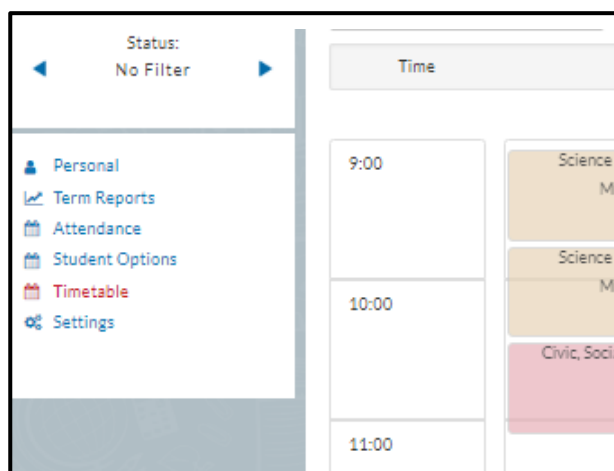 Status:
No Filter
Personal
Term Reports
Attendance
Student Options
Timetable
Settings
Time
9:00
10:00
11:00
Science
M
Science
M
Civic, Soci